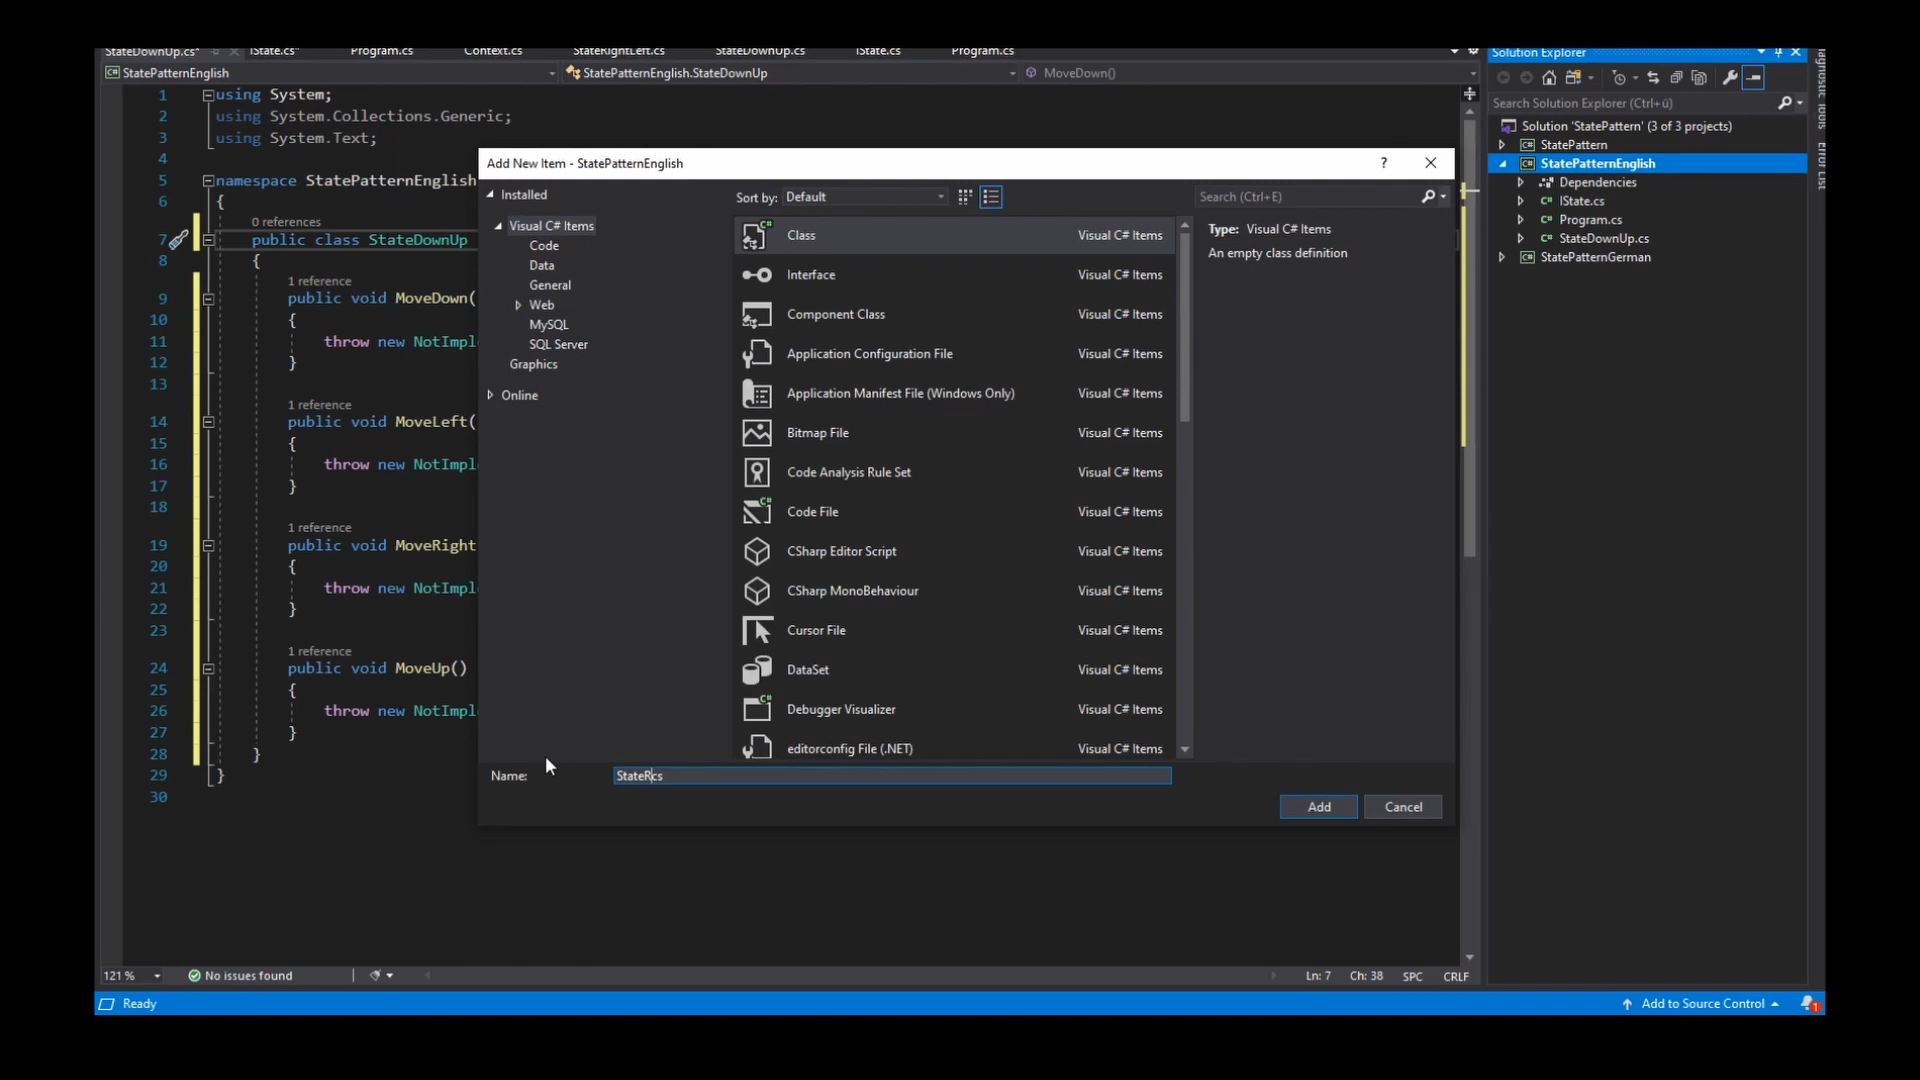 StateDownUp.cs* IState.cs* Program.cs Context.cs StateRightLeft.cs StateDownUp.cs IState.cs Program.cs
StatePatternEnglish StatePatternEnglish.StateDownUp MoveDown()
1 using System;
2 using System.Collections.Generic;
3 using System.Text;
4
5 namespace StatePatternEnglish
6 {
0 references
7 public class StateDownUp
8 {
1 reference
9 public void MoveDown(
10 {
11 throw new NotImpl
12 }
13
1 reference
14 public void MoveLeft(
15 {
16 throw new NotImpl
17 }
18
1 reference
19 public void MoveRight
20 {
21 throw new NotImpl
22 }
23
1 reference
24 public void MoveUp()
25 {
26 throw new NotImpl
27 }
28 }
29 }
30
121 % No issues found Ln: 7 Ch: 38 SPC CRLF
Ready Add to Source Control 1
Add New Item - StatePatternEnglish ?
Installed
Visual C# Items
Code
Data
General
Web
MySQL
SQL Server
Graphics
Online
Sort by: Default
Search (Ctrl+E)
Class Visual C# Items
Interface Visual C# Items
Component Class Visual C# Items
Application Configuration File Visual C# Items
Application Manifest File (Windows Only) Visual C# Items
Bitmap File Visual C# Items
Code Analysis Rule Set Visual C# Items
Code File Visual C# Items
CSharp Editor Script Visual C# Items
CSharp MonoBehaviour Visual C# Items
Cursor File Visual C# Items
DataSet Visual C# Items
Debugger Visualizer Visual C# Items
editorconfig File (.NET) Visual C# Items
Type: Visual C# Items
An empty class definition
Name: StateRcs
Add Cancel
Solution Explorer
Search Solution Explorer (Ctrl+ü)
Solution 'StatePattern' (3 of 3 projects)
StatePattern
StatePatternEnglish
Dependencies
IState.cs
Program.cs
StateDownUp.cs
StatePatternGerman
Tools
Error List